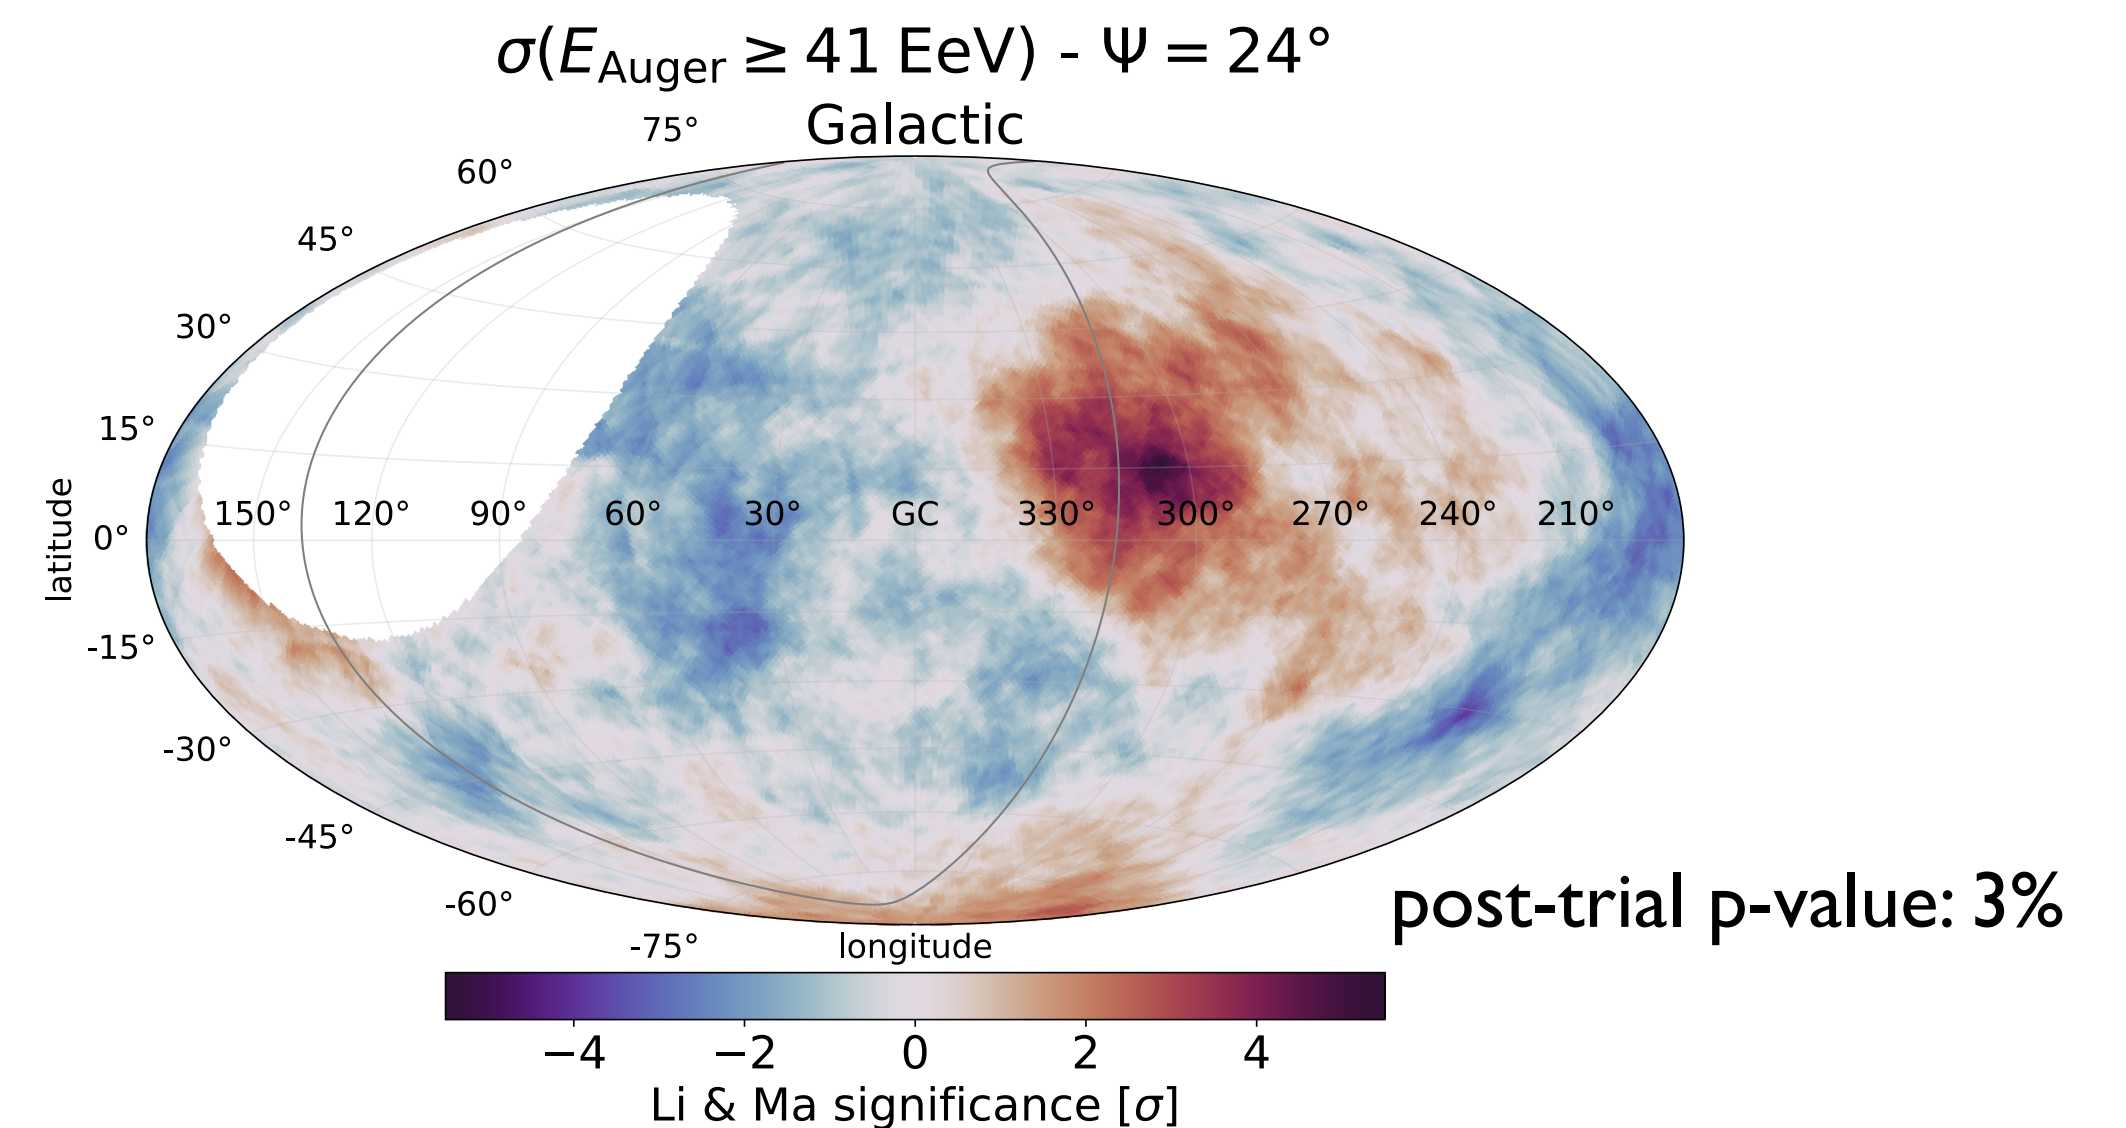 σ(E_Auger ≥ 41 EeV) - Ψ = 24°
Galactic
75°
60°
45°
30°
15°
0°
-15°
-30°
-45°
-60°
-75°
latitude
150° 120° 90° 60° 30° GC 330° 300° 270° 240° 210°
longitude
post-trial p-value: 3%
−4 −2 0 2 4
Li & Ma significance [σ]